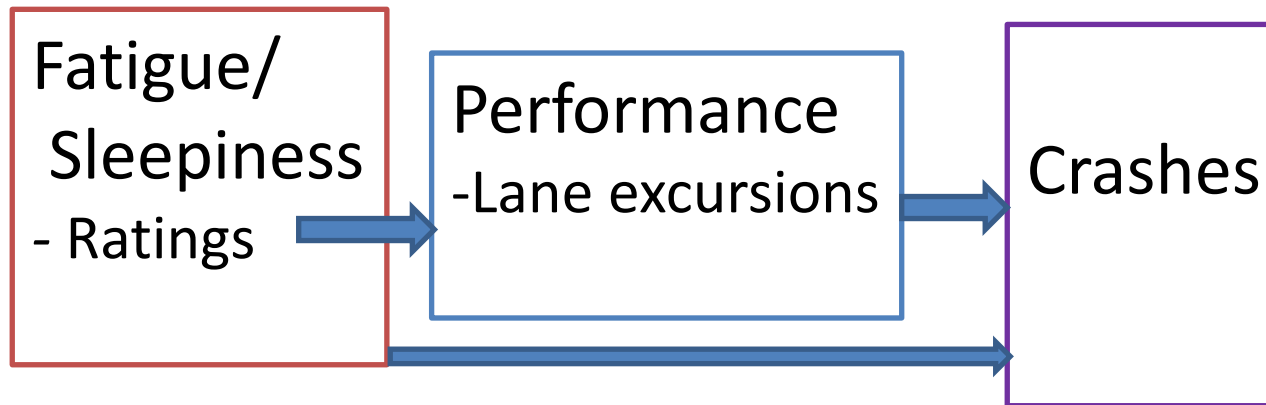 Fatigue/
Sleepiness
- Ratings
Performance
-Lane excursions
Crashes